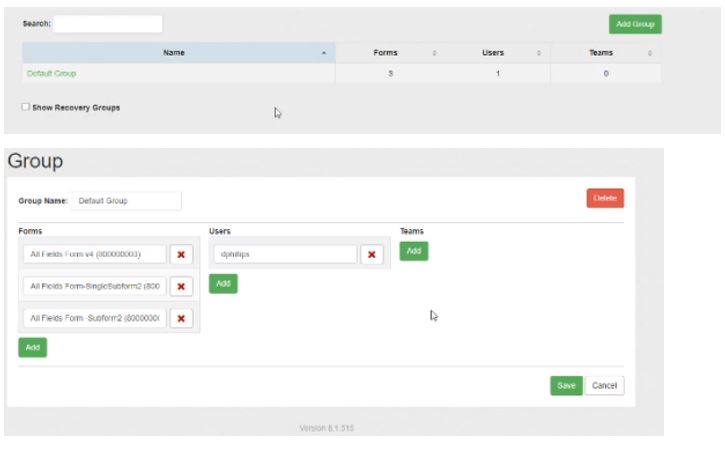 Search:
Add Group
Name Forms Users Teams
Default Group 3 1 0
Show Recovery Groups
Group
Group Name: Default Group
Delete
Forms Users Teams
All Fields Form v4 (800000003) dphillips Add
All Fields Form-SingleSubform2 (800 Add
All Fields Form -Subform2 (8000000(
Add
Save Cancel
Version 8.1.515